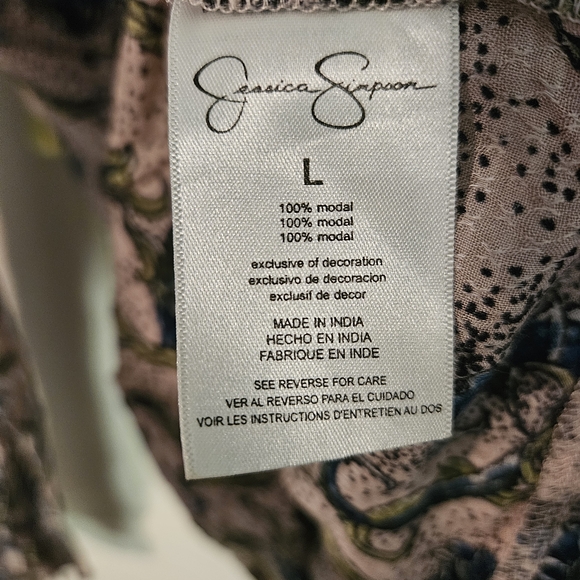 Jessica Simpson
L
100% modal
100% modal
100% modal
exclusive of decoration
exclusivo de decoracion
exclusif de decor
MADE IN INDIA
HECHO EN INDIA
FABRIQUE EN INDE
SEE REVERSE FOR CARE
VER AL REVERSO PARA EL CUIDADO
VOIR LES INSTRUCTIONS D'ENTRETIEN AU DOS